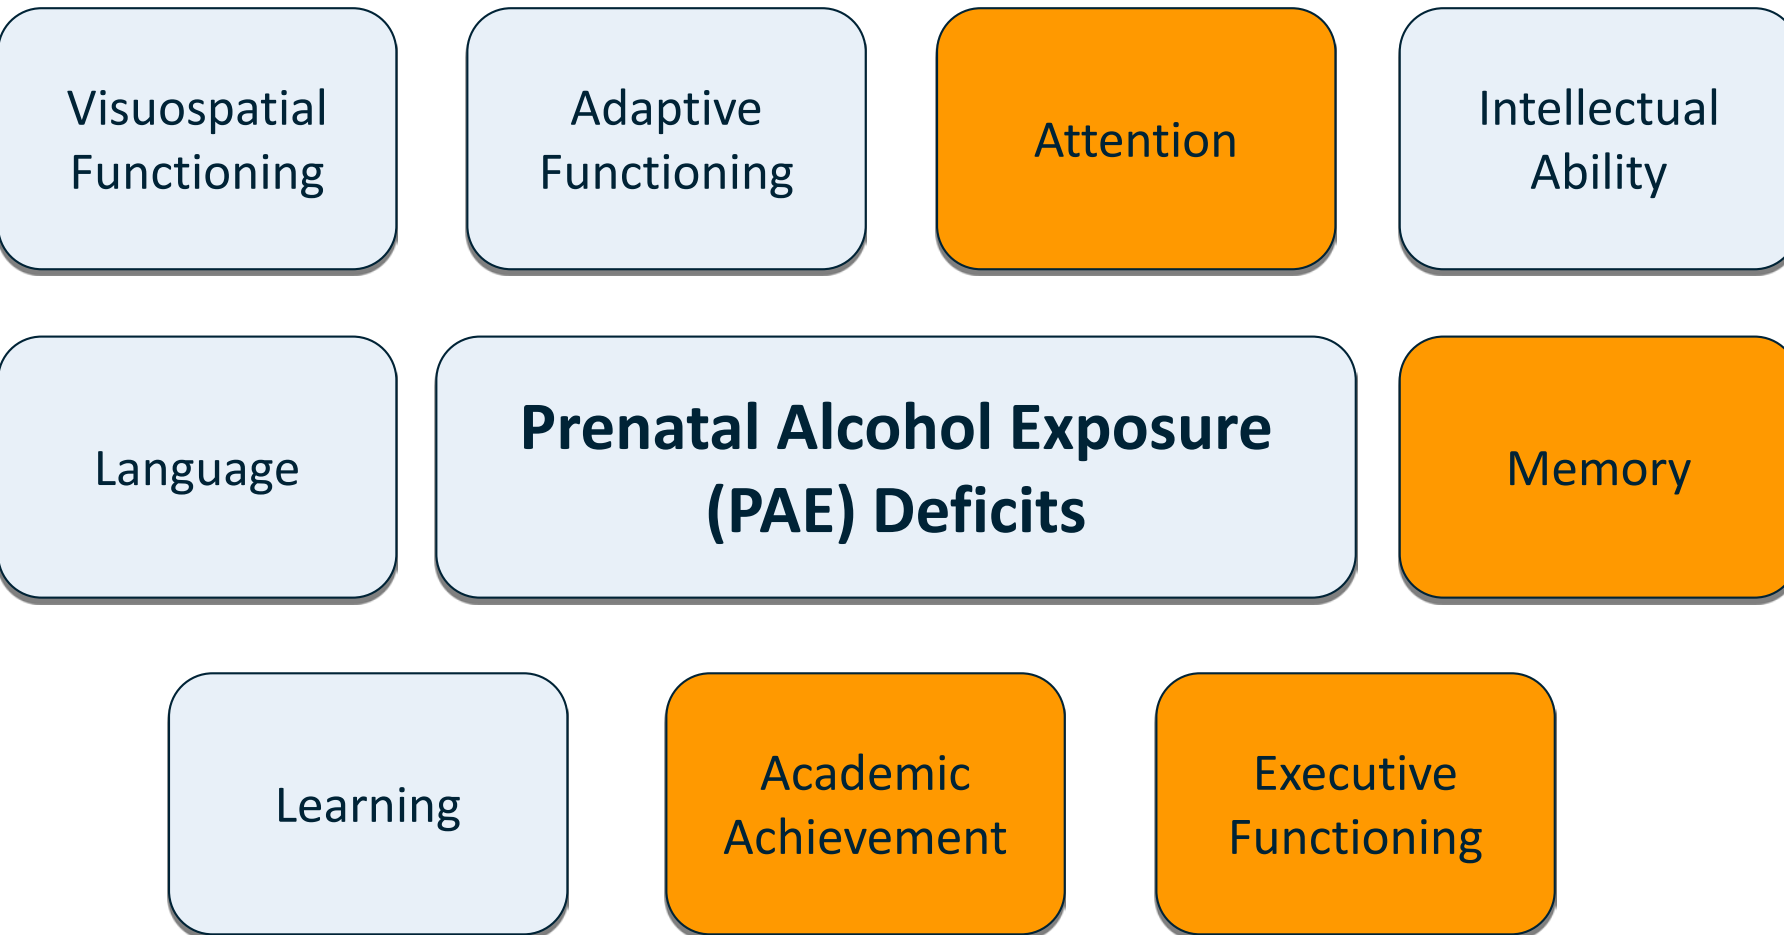 Visuospatial
Functioning
Adaptive
Functioning
Attention
Intellectual
Ability
Language
Prenatal Alcohol Exposure
(PAE) Deficits
Memory
Learning
Academic
Achievement
Executive
Functioning